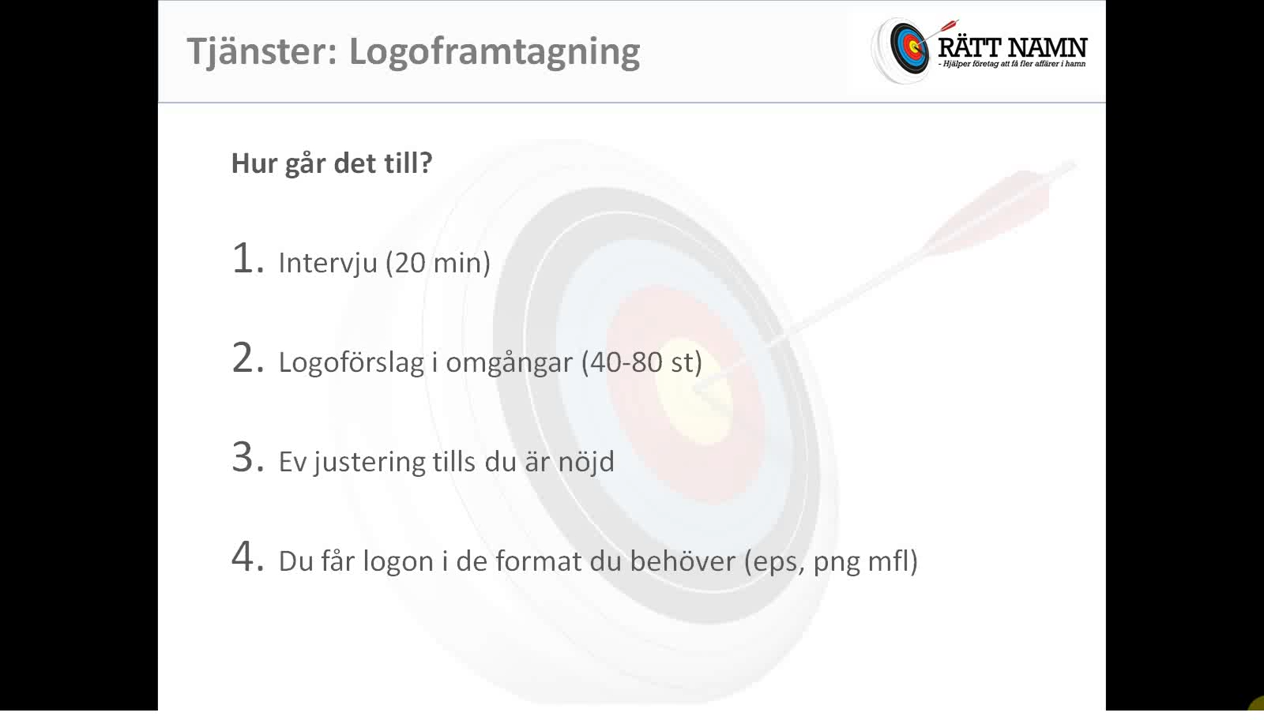 Tjänster: Logoframtagning
RÄTT NAMN
- Hjälper företag att få fler affärer i hamn
Hur går det till?
1. Intervju (20 min)
2. Logoförslag i omgångar (40-80 st)
3. Ev justering tills du är nöjd
4. Du får logon i de format du behöver (eps, png mfl)